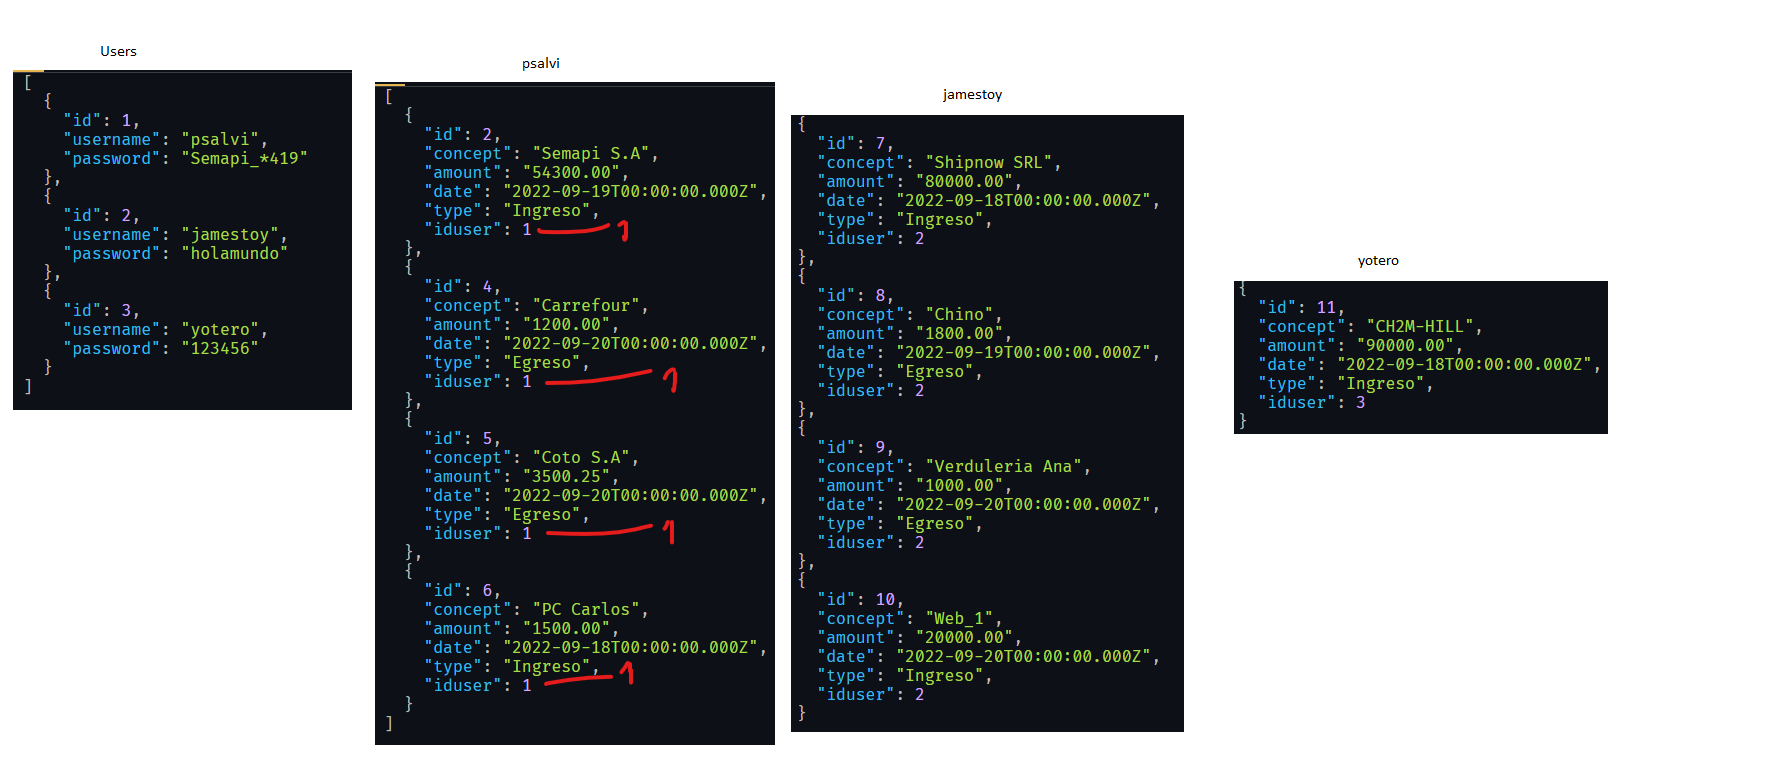 Users
[
{
"id": 1,
"username": "psalvi",
"password": "Semapi_*419"
},
{
"id": 2,
"username": "jamestoy",
"password": "holamundo"
},
{
"id": 3,
"username": "yotero",
"password": "123456"
}
]
psalvi
[
{
"id": 2,
"concept": "Semapi S.A",
"amount": "54300.00",
"date": "2022-09-19T00:00:00.000Z",
"type": "Ingreso",
"iduser": 1 1
},
{
"id": 4,
"concept": "Carrefour",
"amount": "1200.00",
"date": "2022-09-20T00:00:00.000Z",
"type": "Egreso",
"iduser": 1 1
},
{
"id": 5,
"concept": "Coto S.A",
"amount": "3500.25",
"date": "2022-09-20T00:00:00.000Z",
"type": "Egreso",
"iduser": 1 1
},
{
"id": 6,
"concept": "PC Carlos",
"amount": "1500.00",
"date": "2022-09-18T00:00:00.000Z",
"type": "Ingreso",
"iduser": 1 1
}
]
jamestoy
{
"id": 7,
"concept": "Shipnow SRL",
"amount": "80000.00",
"date": "2022-09-18T00:00:00.000Z",
"type": "Ingreso",
"iduser": 2
},
{
"id": 8,
"concept": "Chino",
"amount": "1800.00",
"date": "2022-09-19T00:00:00.000Z",
"type": "Egreso",
"iduser": 2
},
{
"id": 9,
"concept": "Verduleria Ana",
"amount": "1000.00",
"date": "2022-09-20T00:00:00.000Z",
"type": "Egreso",
"iduser": 2
},
{
"id": 10,
"concept": "Web_1",
"amount": "20000.00",
"date": "2022-09-20T00:00:00.000Z",
"type": "Ingreso",
"iduser": 2
}
yotero
{
"id": 11,
"concept": "CH2M-HILL",
"amount": "90000.00",
"date": "2022-09-18T00:00:00.000Z",
"type": "Ingreso",
"iduser": 3
}